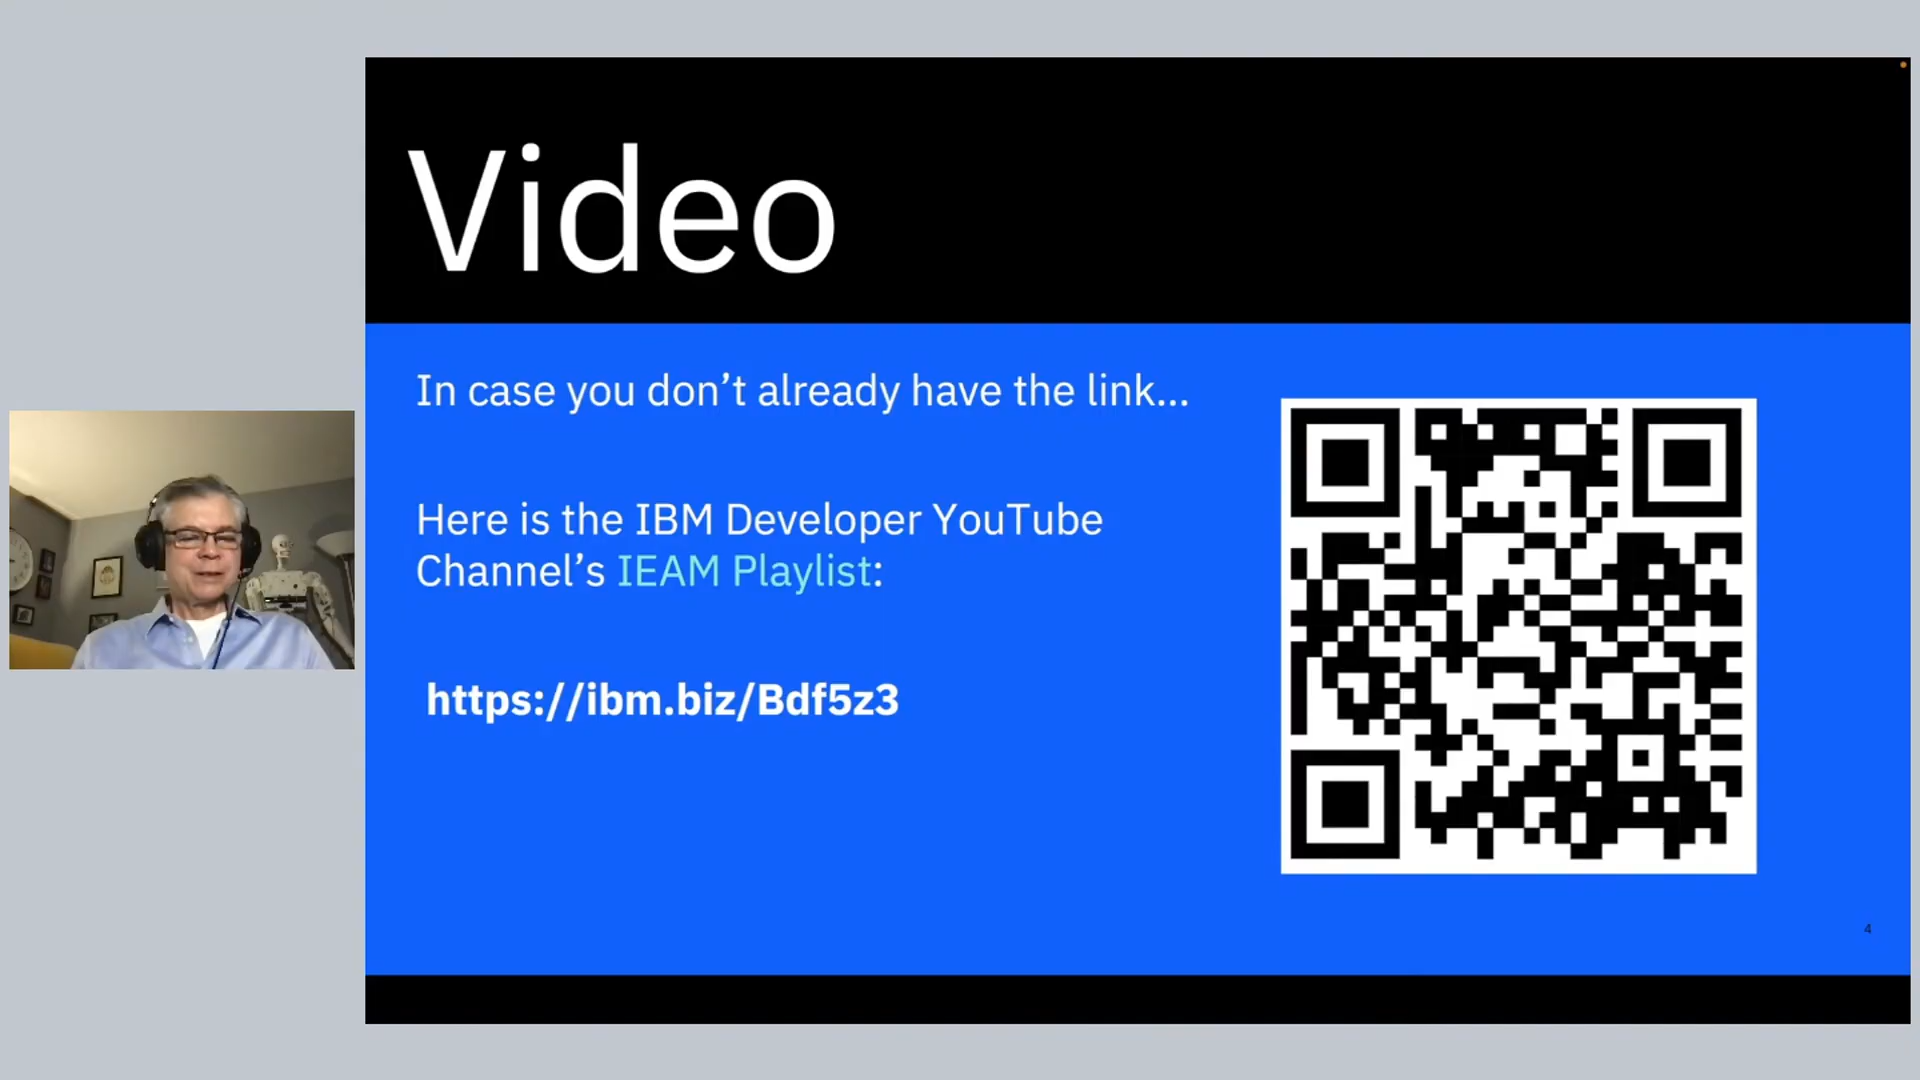 Video
In case you don’t already have the link...
Here is the IBM Developer YouTube
Channel’s IEAM Playlist:
https://ibm.biz/Bdf5z3
4